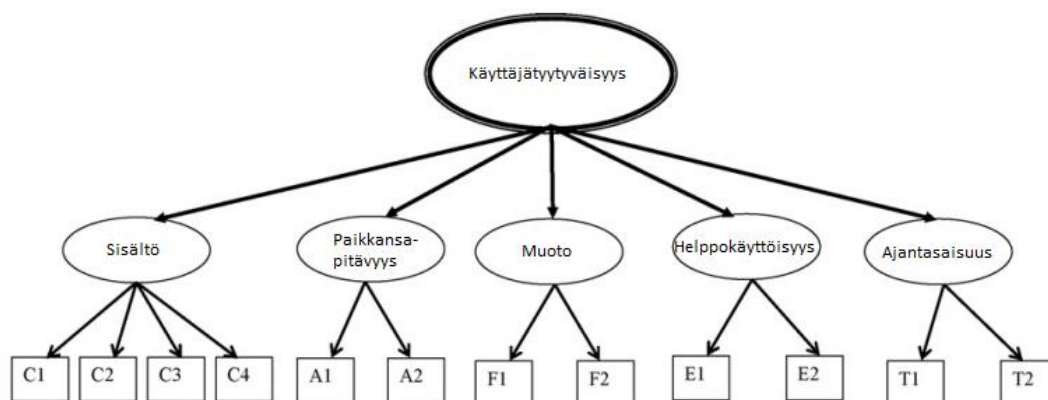 Käyttäjätyytyväisyys
Sisältö
Paikkansa-
pitävyys
Muoto
Helppokäyttöisyys
Ajantasaisuus
C1
C2
C3
C4
A1
A2
F1
F2
E1
E2
T1
T2